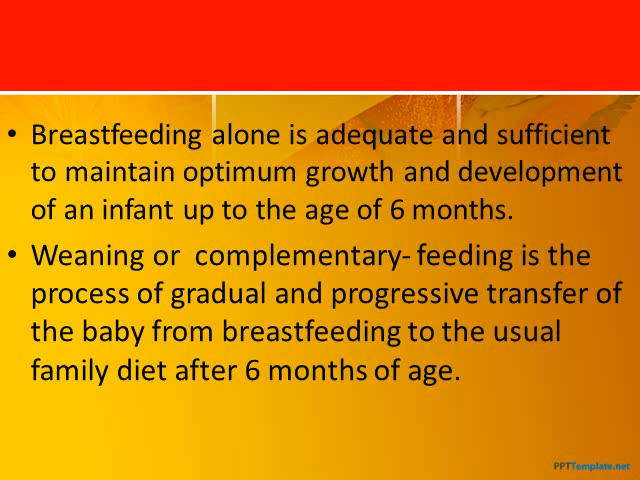 • Breastfeeding alone is adequate and sufficient
to maintain optimum growth and development
of an infant up to the age of 6 months.
• Weaning or  complementary- feeding is the
process of gradual and progressive transfer of
the baby from breastfeeding to the usual
family diet after 6 months of age.
PPTTemplate.net